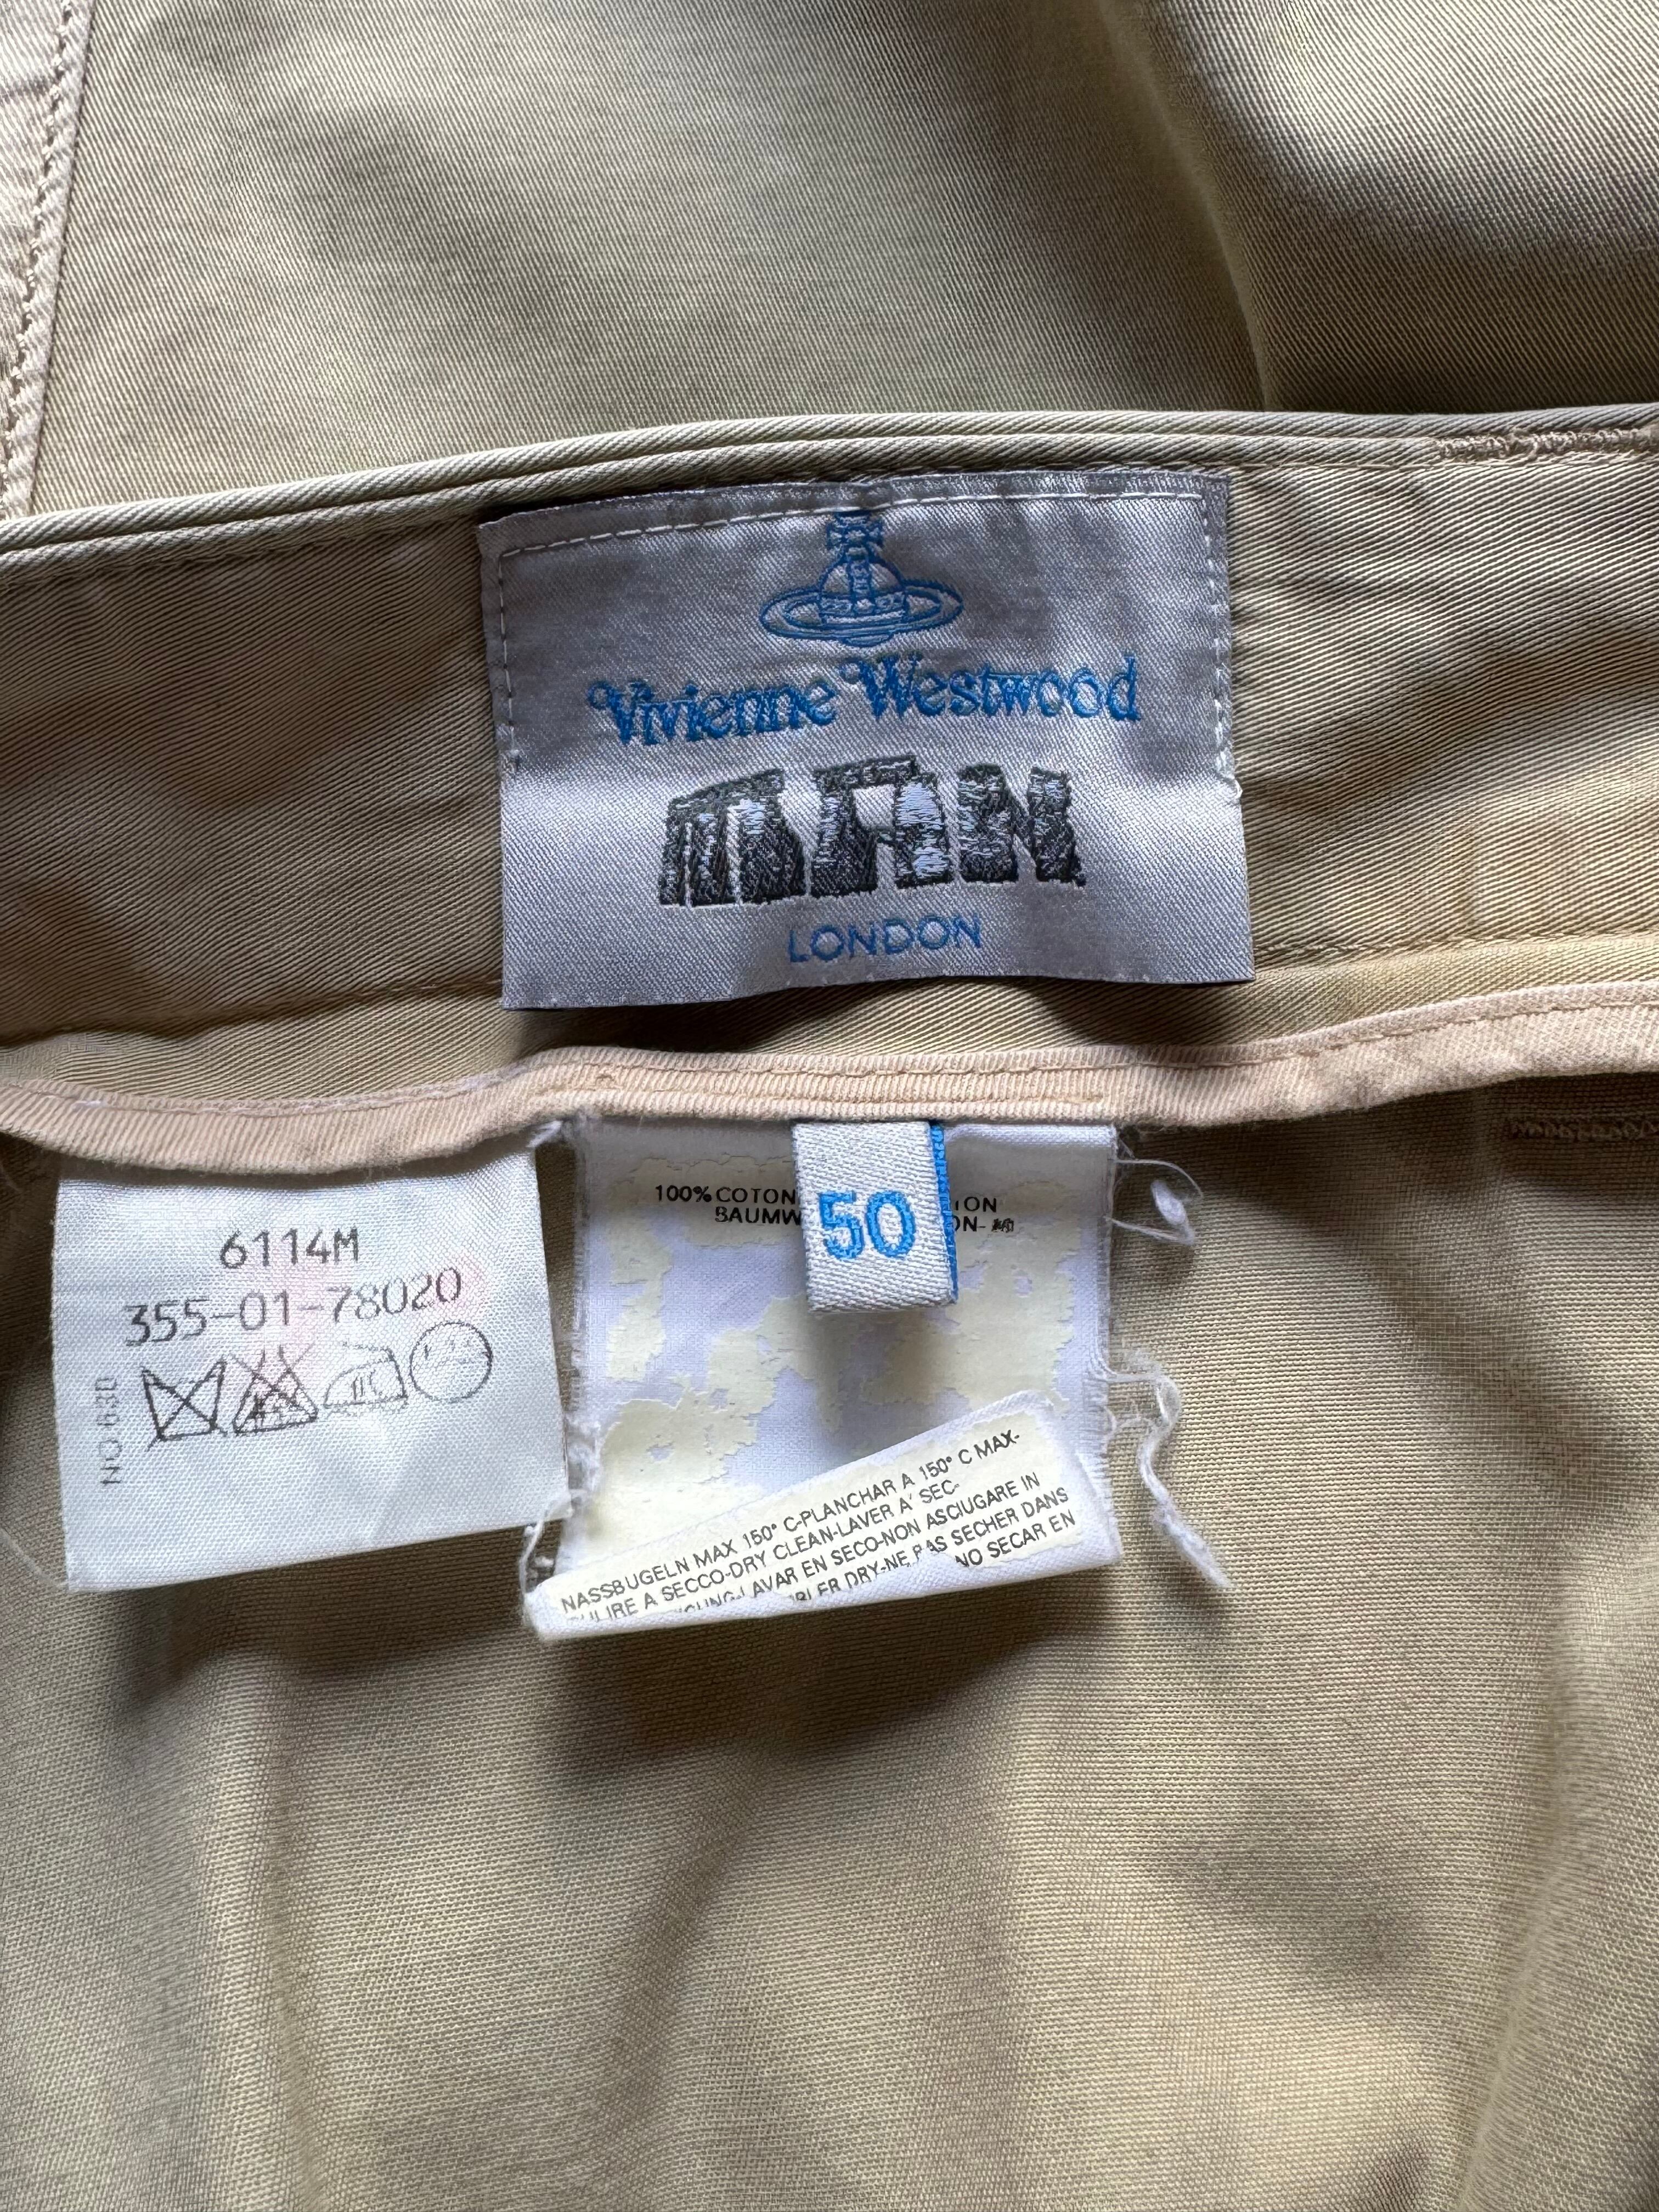 Vivienne Westwood
MAN
LONDON
6114M
355-01-78020
NO 630
100% COTON
BAUMW
50
NASSBUGELN MAX 150° C-PLANCHAR A 150° C MAX-
A SECCO-DRY CLEAN-LAVER A' SEC-
LAVAR EN SECO-NON ASCIUGARE IN
DRY-NE PAS SECHER DANS
NO SECAR EN